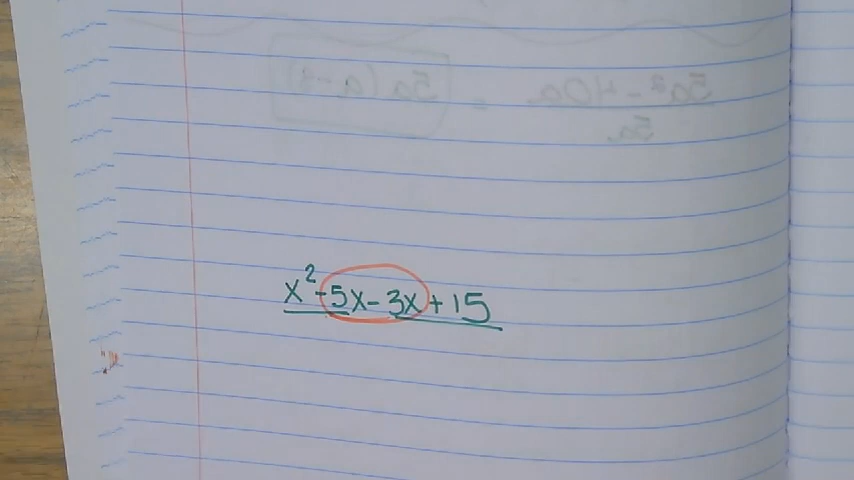 x² - 5x - 3x + 15